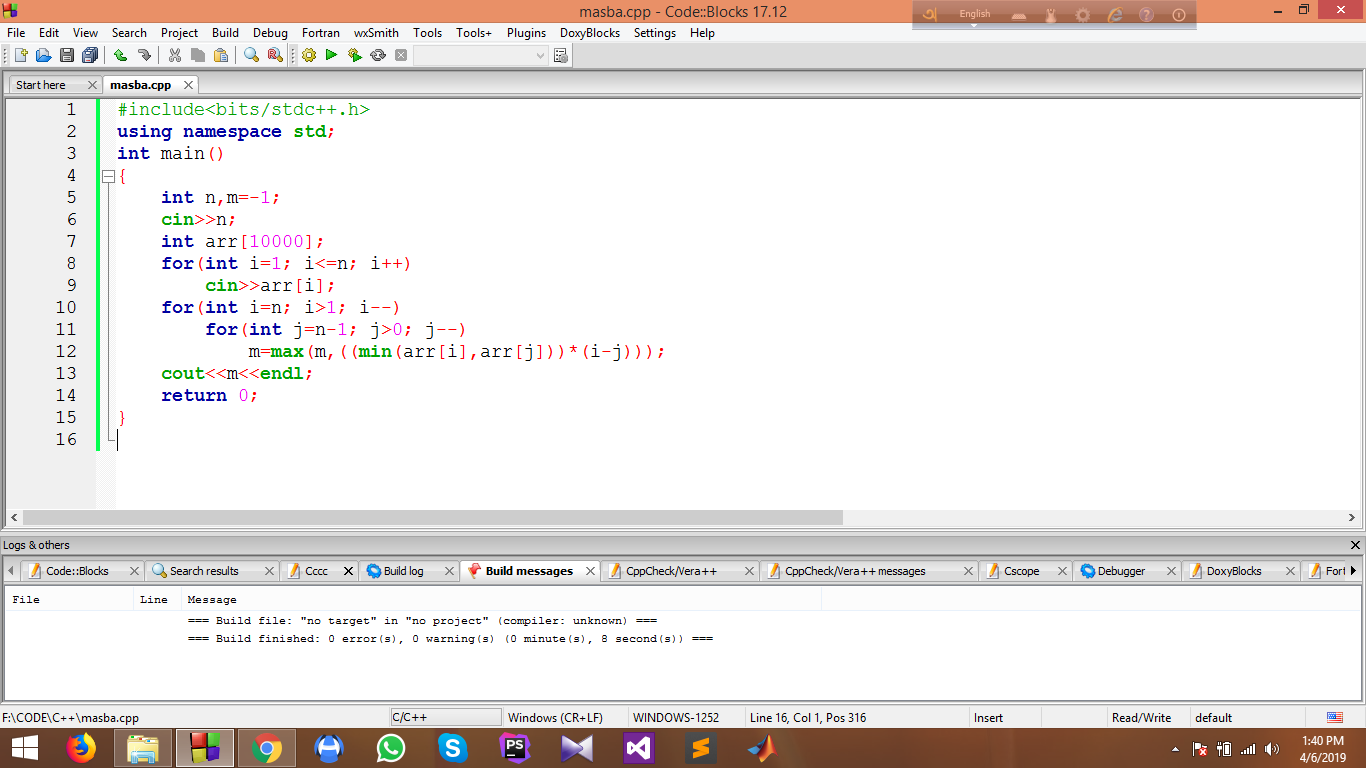 masba.cpp - Code::Blocks 17.12
English
File Edit View Search Project Build Debug Fortran wxSmith Tools Tools+ Plugins DoxyBlocks Settings Help
Start here masba.cpp
1 #include<bits/stdc++.h>
2 using namespace std;
3 int main()
4 {
5 int n,m=-1;
6 cin>>n;
7 int arr[10000];
8 for(int i=1; i<=n; i++)
9 cin>>arr[i];
10 for(int i=n; i>1; i--)
11 for(int j=n-1; j>0; j--)
12 m=max(m,((min(arr[i],arr[j]))*(i-j)));
13 cout<<m<<endl;
14 return 0;
15 }
16
Logs & others
Code::Blocks Search results Cccc Build log Build messages CppCheck/Vera++ CppCheck/Vera++ messages Cscope Debugger DoxyBlocks Fort
File Line Message
=== Build file: "no target" in "no project" (compiler: unknown) ===
=== Build finished: 0 error(s), 0 warning(s) (0 minute(s), 8 second(s)) ===
F:\CODE\C++\masba.cpp C/C++ Windows (CR+LF) WINDOWS-1252 Line 16, Col 1, Pos 316 Insert Read/Write default
PS
1:40 PM
4/6/2019